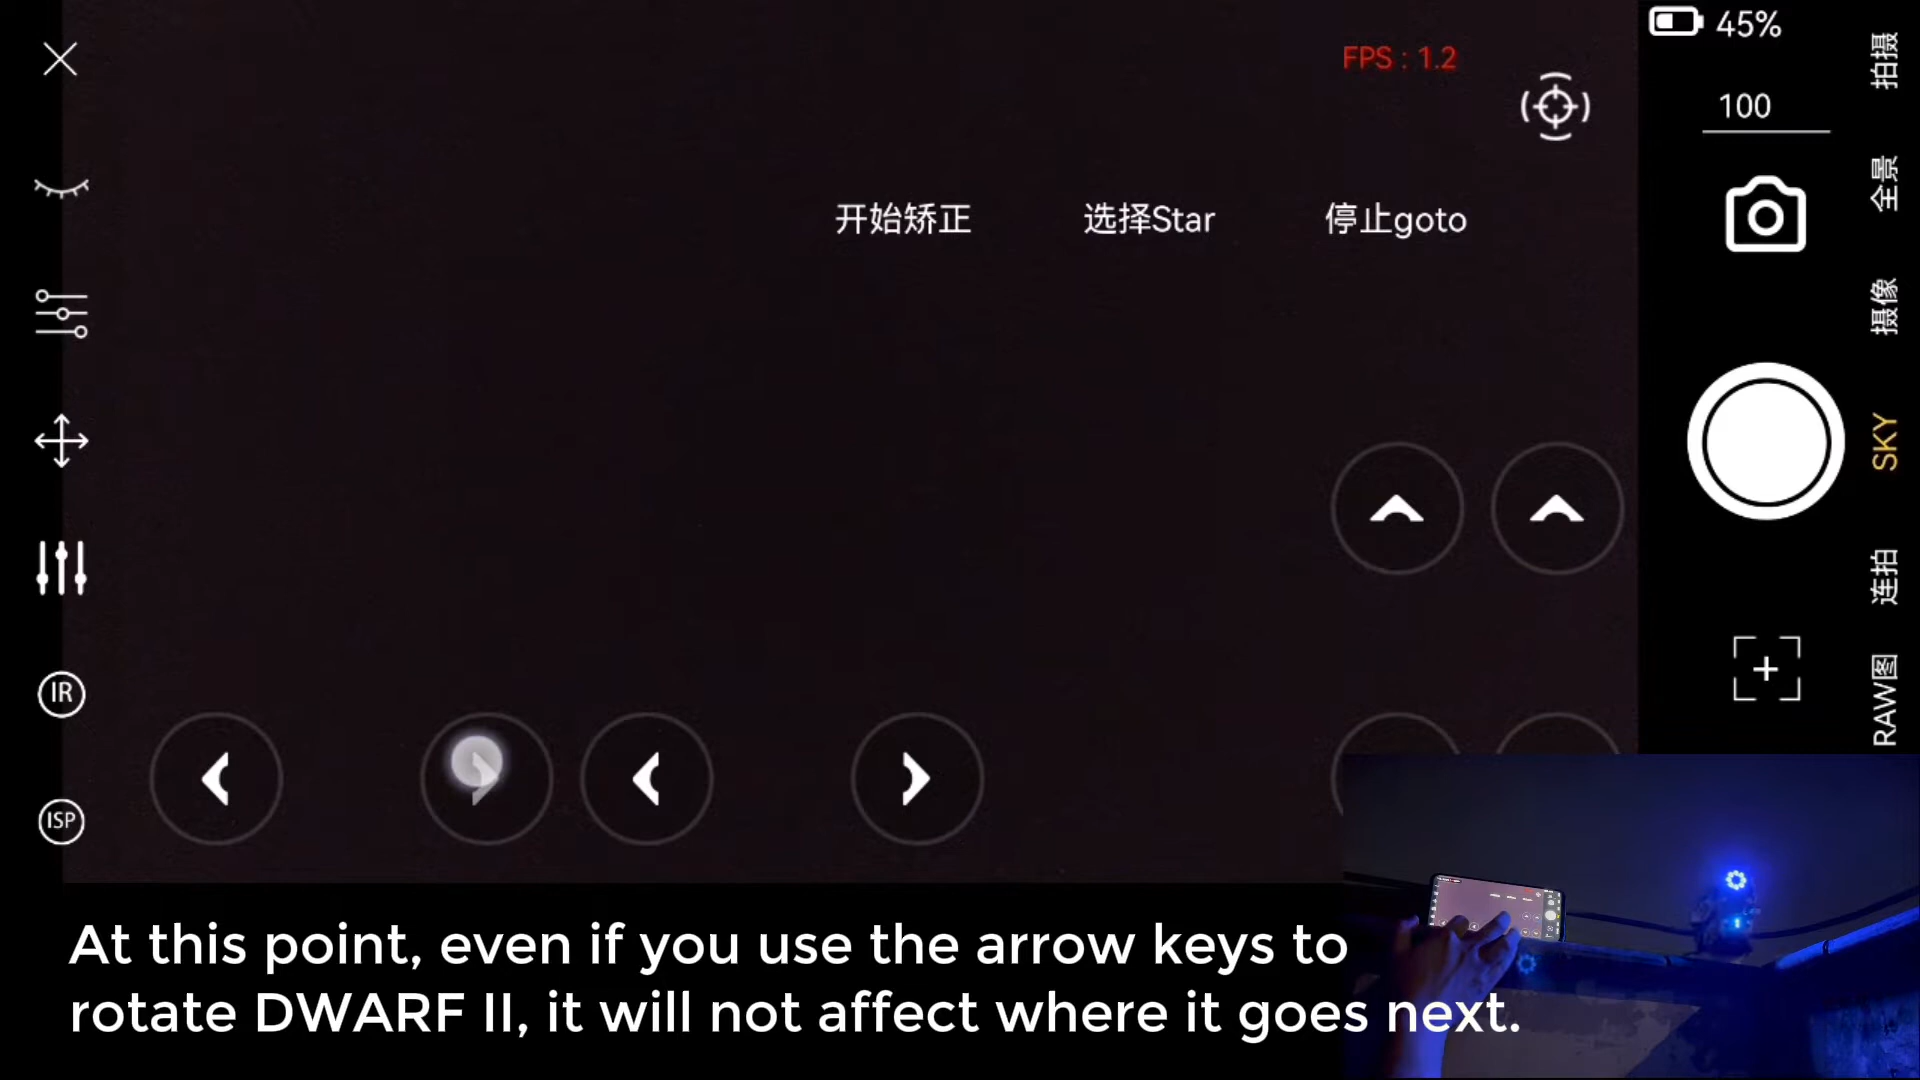 45%
FPS : 1.2
100
开始矫正
选择Star
停止goto
拍摄
全景
摄像
SKY
连拍
RAW图
IR
ISP
At this point, even if you use the arrow keys to
rotate DWARF II, it will not affect where it goes next.